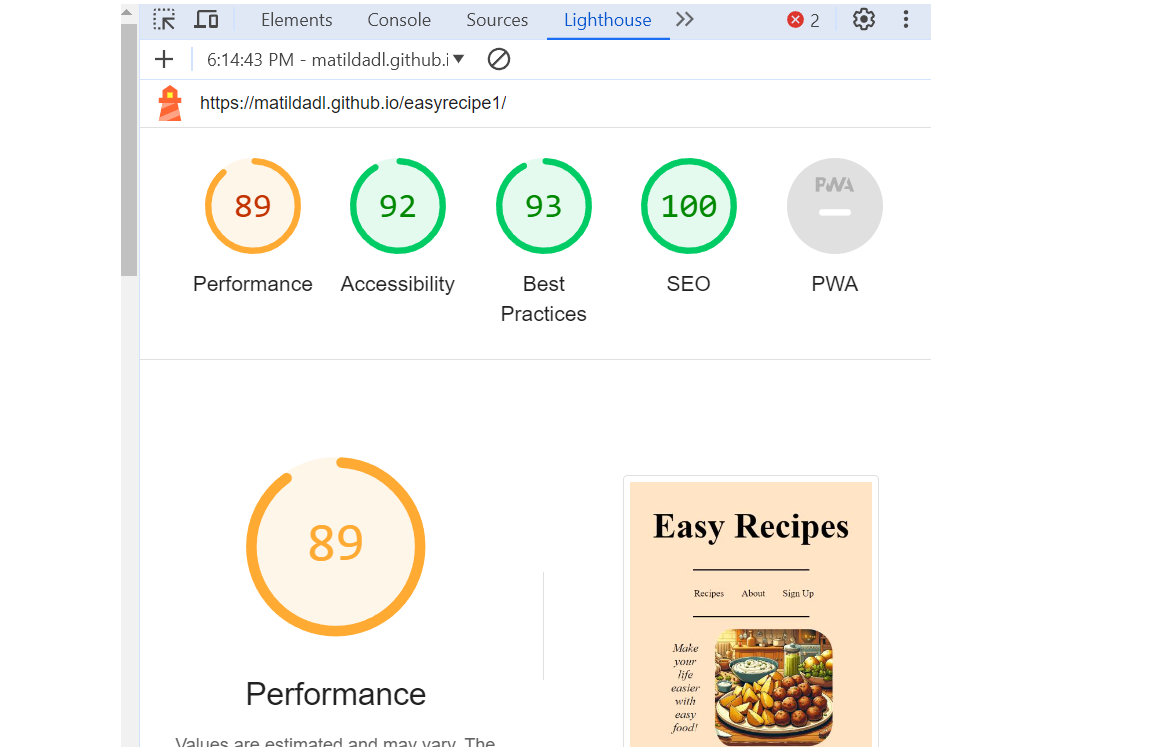 Elements Console Sources Lighthouse 2
6:14:43 PM - matildadl.github.i
https://matildadl.github.io/easyrecipe1/
89 92 93 100 PWA
Performance Accessibility Best Practices SEO PWA
89
Performance
Values are estimated and may vary. The
Easy Recipes
Recipes About Sign Up
Make
your
life
easier
with
easy
food!